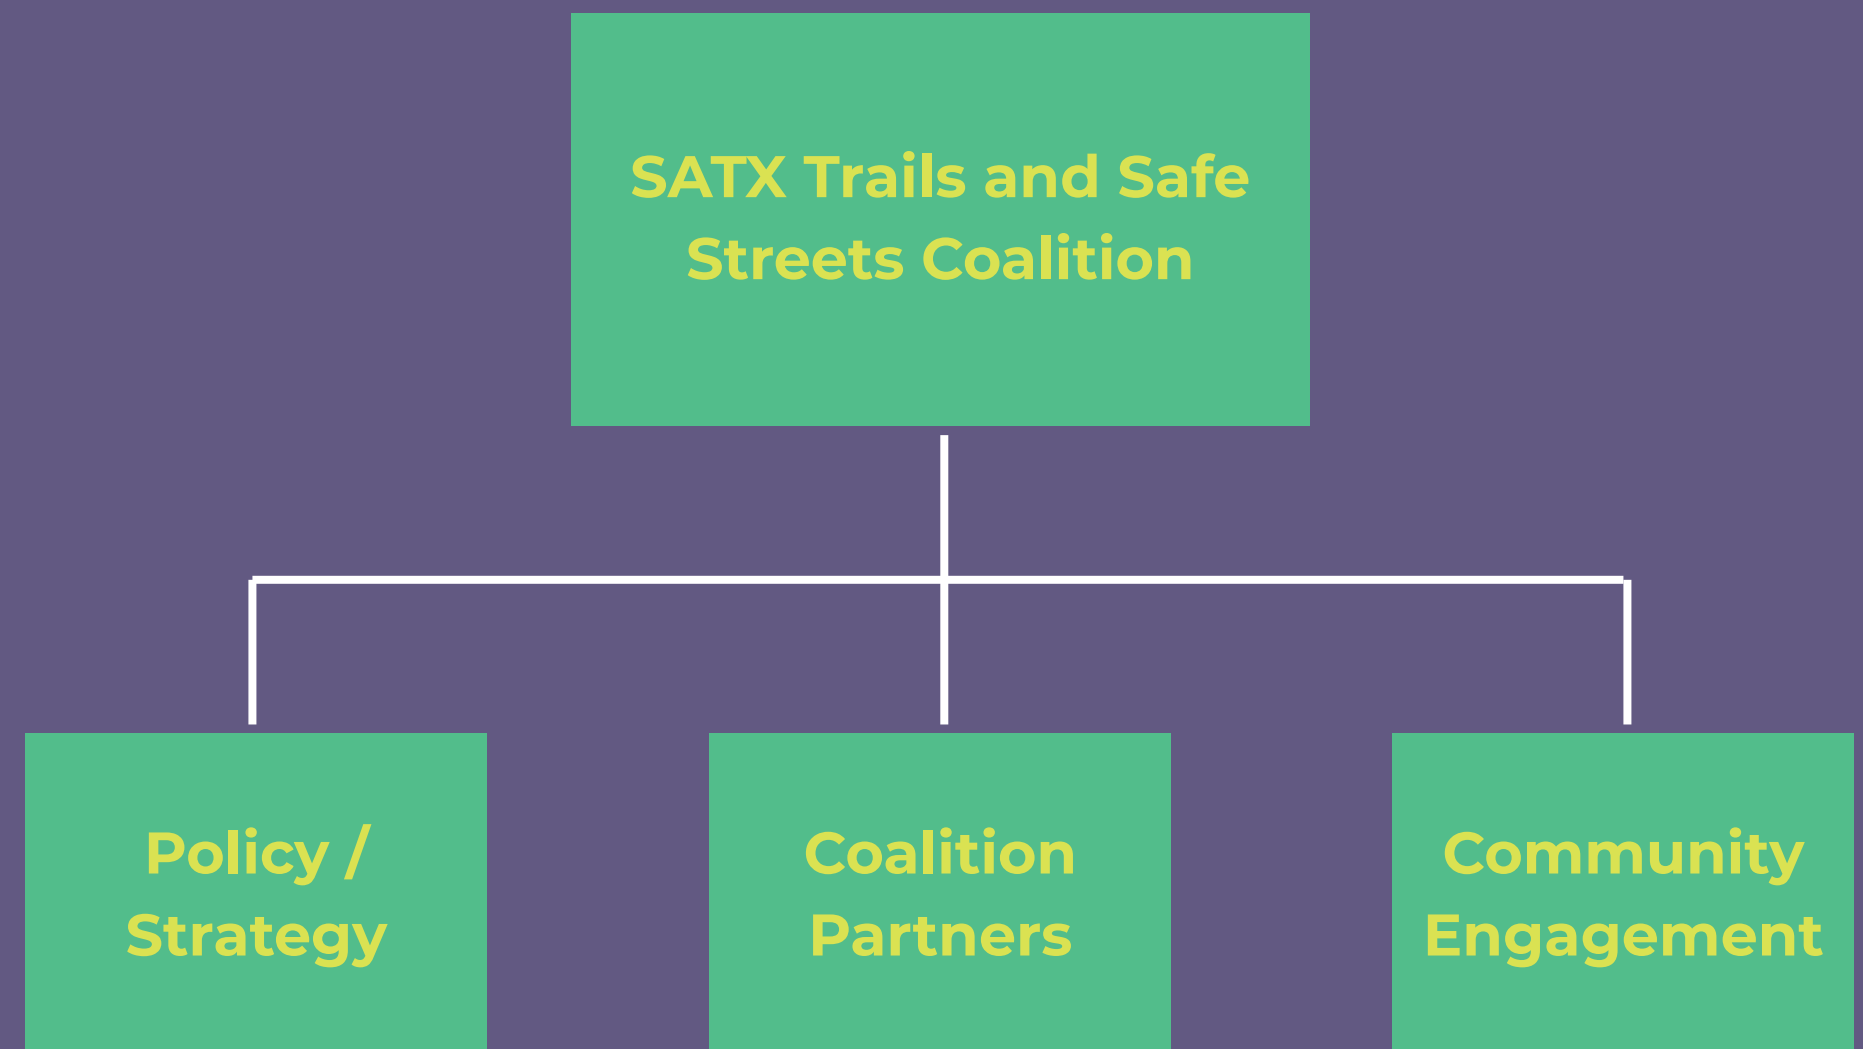 SATX Trails and Safe
Streets Coalition
Policy /
Strategy
Coalition
Partners
Community
Engagement